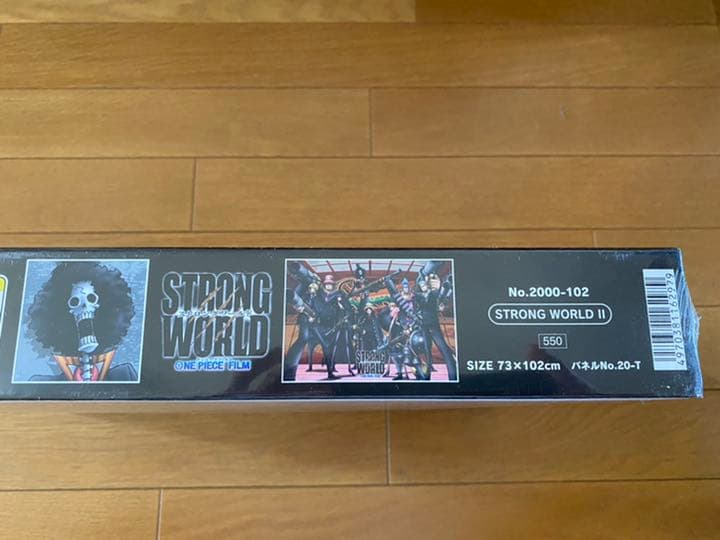 STRONG
WORLD
ONE PIECE FILM
STRONG
WORLD
No.2000-102
STRONG WORLD II
550
SIZE 73×102cm パネルNo.20-T
4970381162979